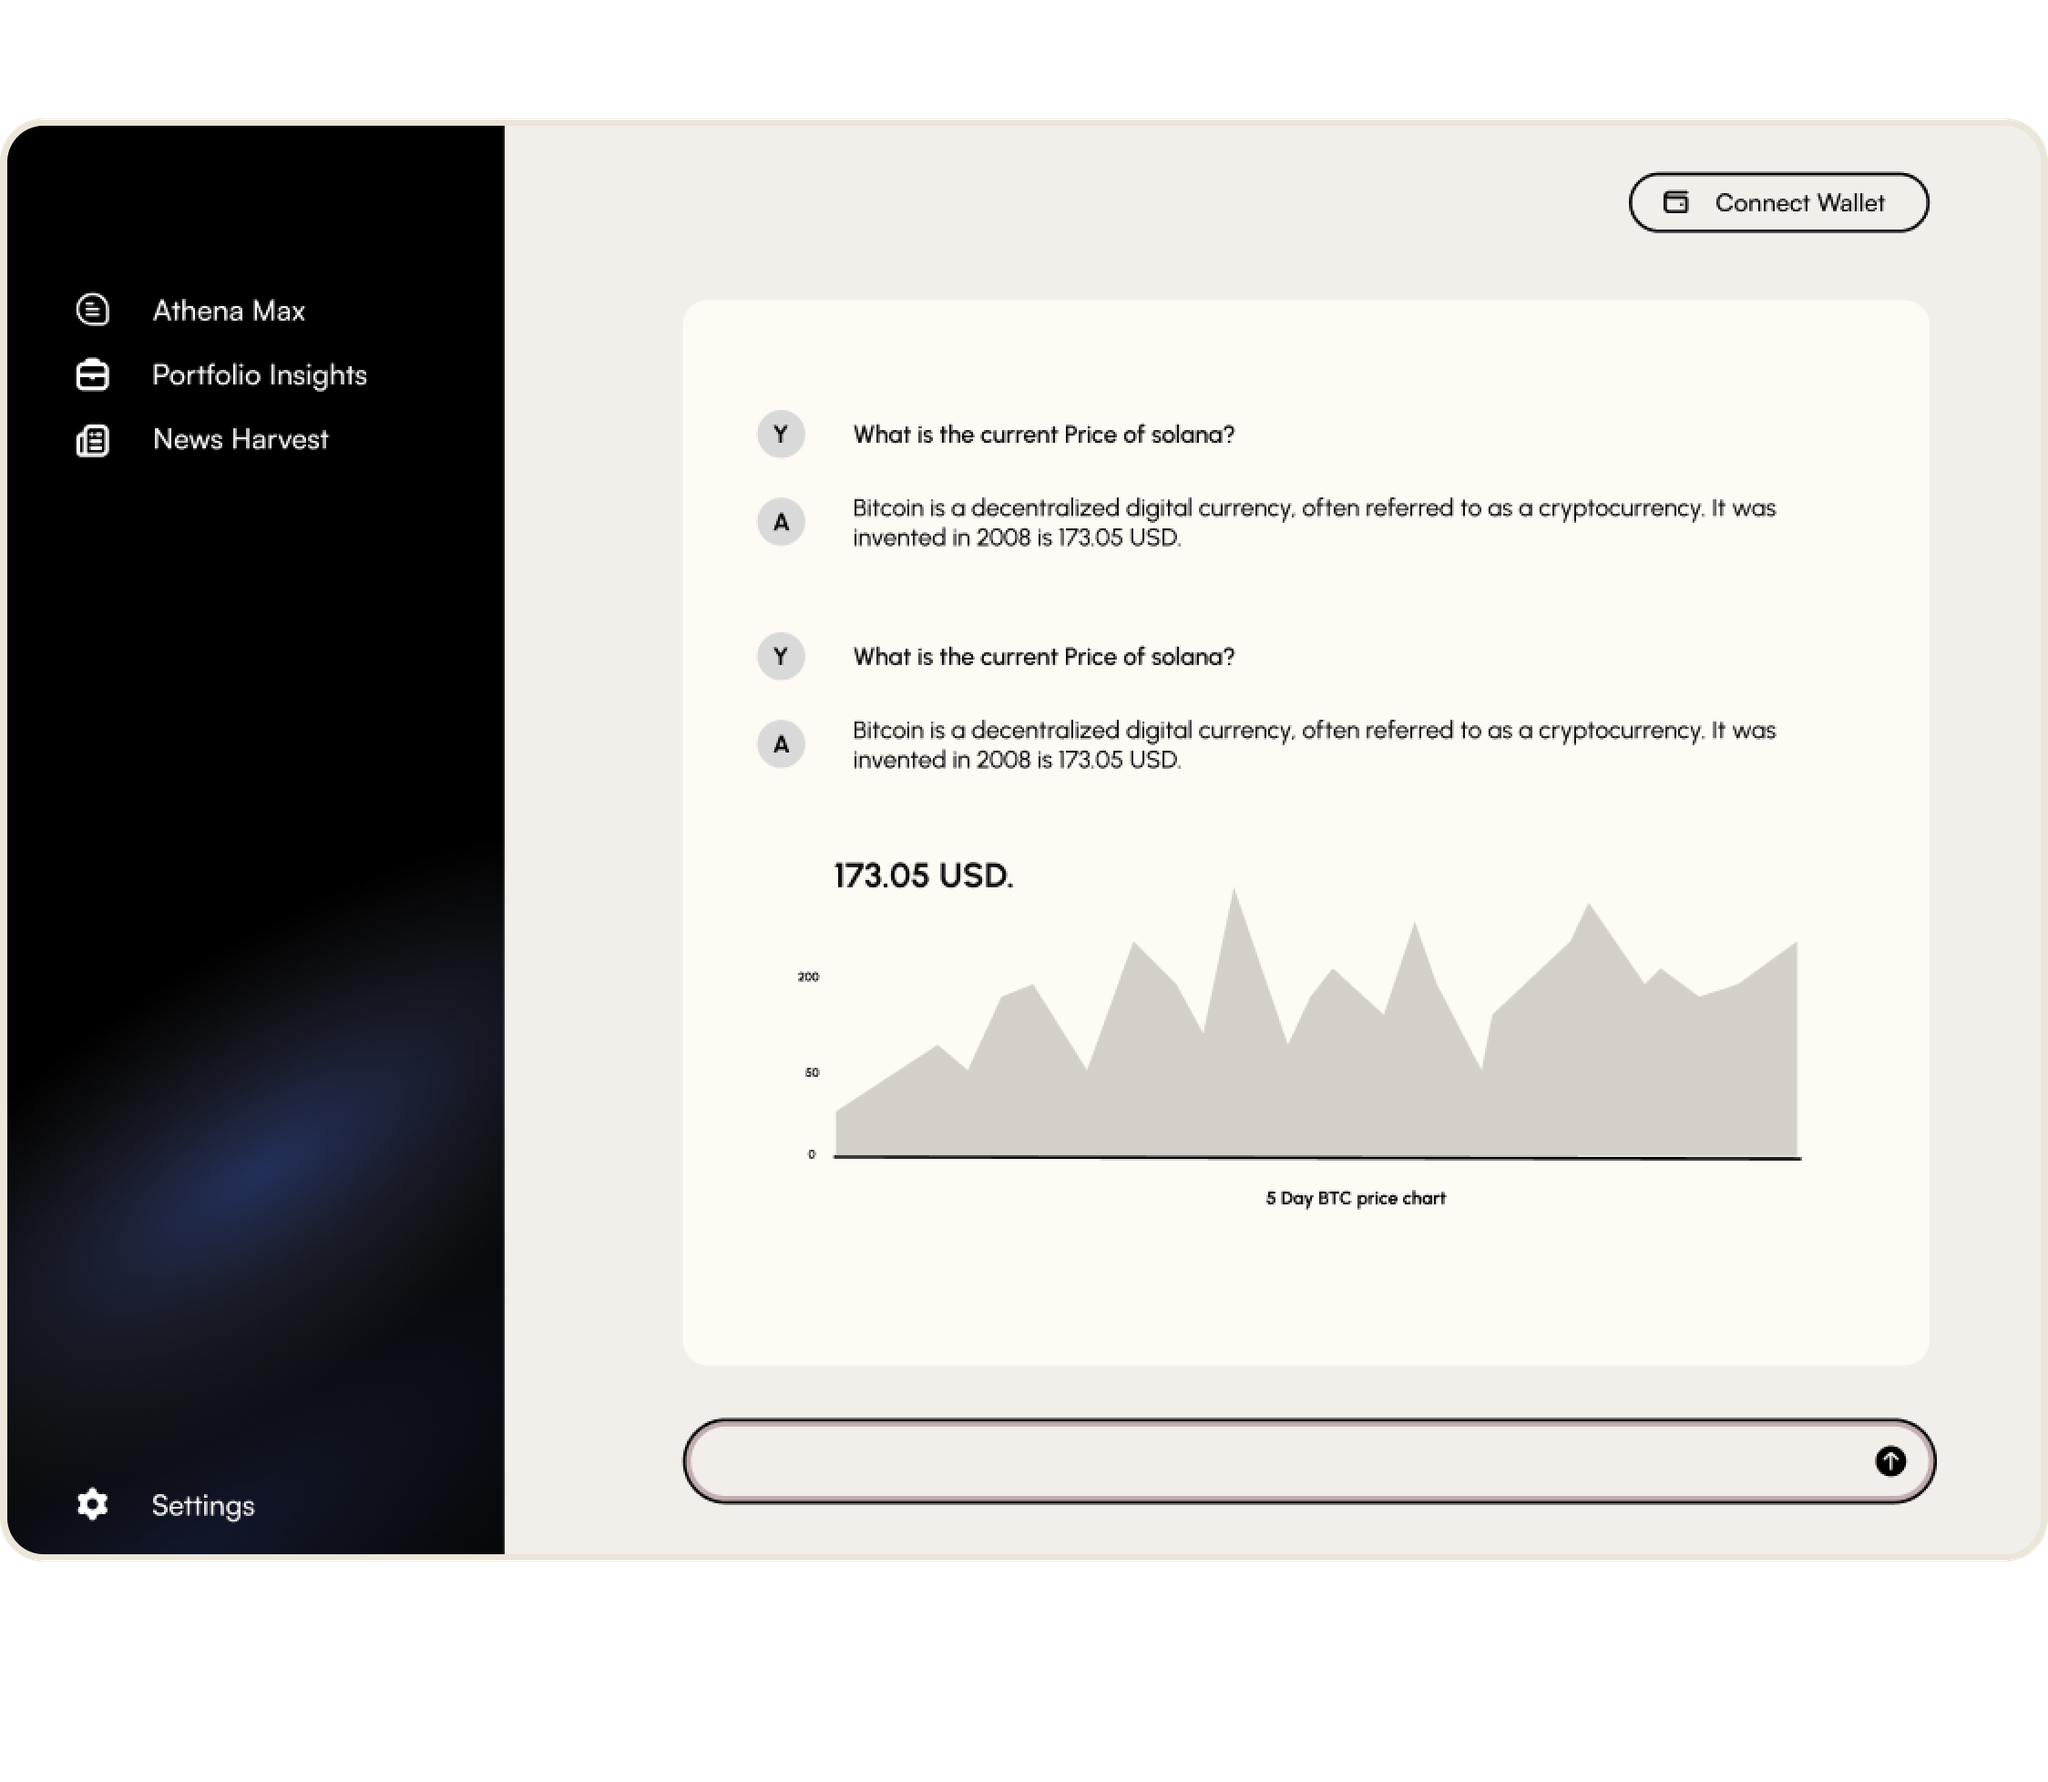 Connect Wallet
Athena Max
Portfolio Insights
News Harvest
Settings
Y
What is the current Price of solana?
A
Bitcoin is a decentralized digital currency, often referred to as a cryptocurrency. It was
invented in 2008 is 173.05 USD.
Y
What is the current Price of solana?
A
Bitcoin is a decentralized digital currency, often referred to as a cryptocurrency. It was
invented in 2008 is 173.05 USD.
173.05 USD.
200
50
0
5 Day BTC price chart